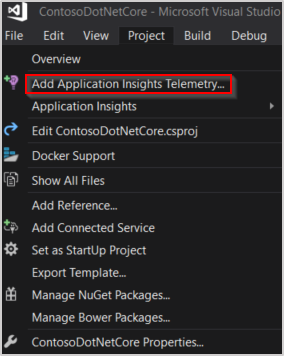 ContosoDotNetCore - Microsoft Visual Studio
File Edit View Project Build Debug
Overview
Add Application Insights Telemetry...
Application Insights
Edit ContosoDotNetCore.csproj
Docker Support
Show All Files
Add Reference...
Add Connected Service
Set as StartUp Project
Export Template...
Manage NuGet Packages...
Manage Bower Packages...
ContosoDotNetCore Properties...